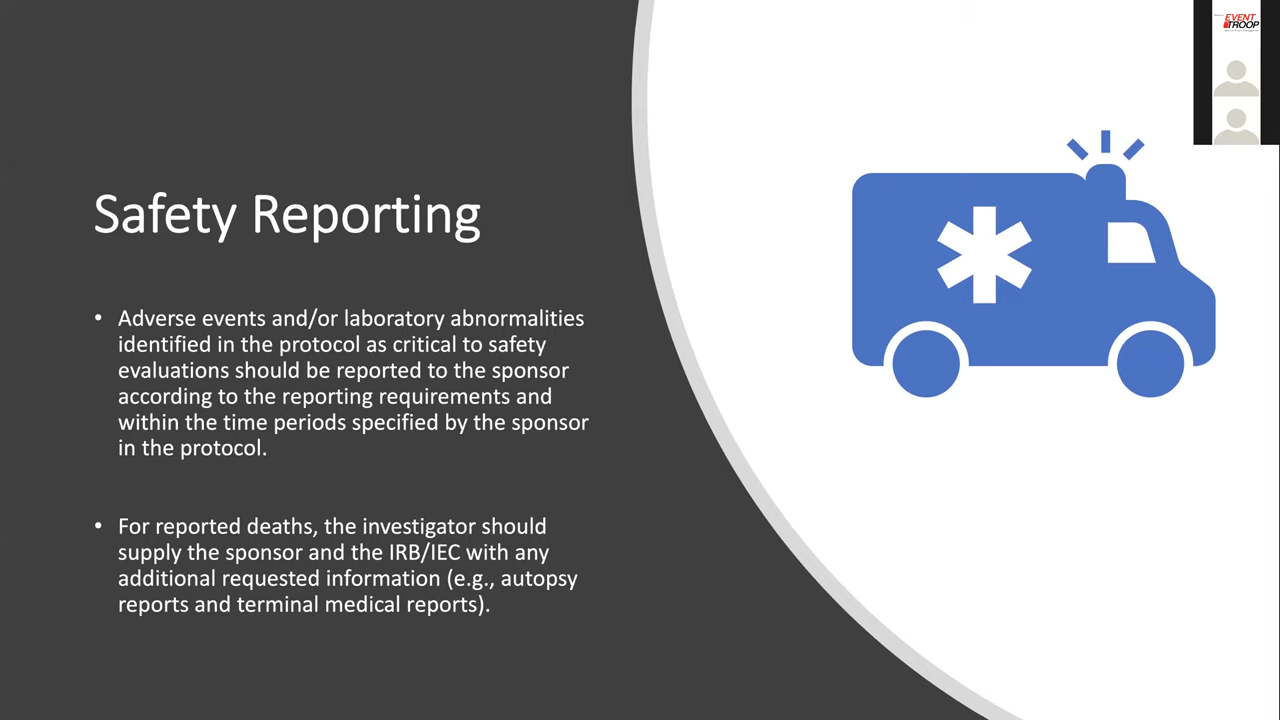 EVENT
TROOP
Safety Reporting
• Adverse events and/or laboratory abnormalities
identified in the protocol as critical to safety
evaluations should be reported to the sponsor
according to the reporting requirements and
within the time periods specified by the sponsor
in the protocol.
• For reported deaths, the investigator should
supply the sponsor and the IRB/IEC with any
additional requested information (e.g., autopsy
reports and terminal medical reports).